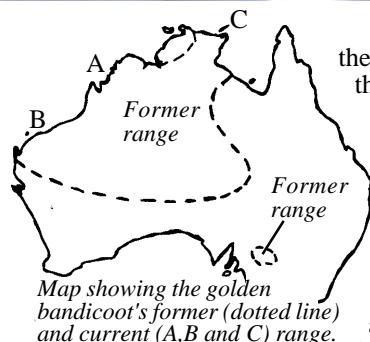 C
the
th
A
Former
range
B
Former
range
Map showing the golden
bandicoot's former (dotted line)
and current (A,B and C) range.